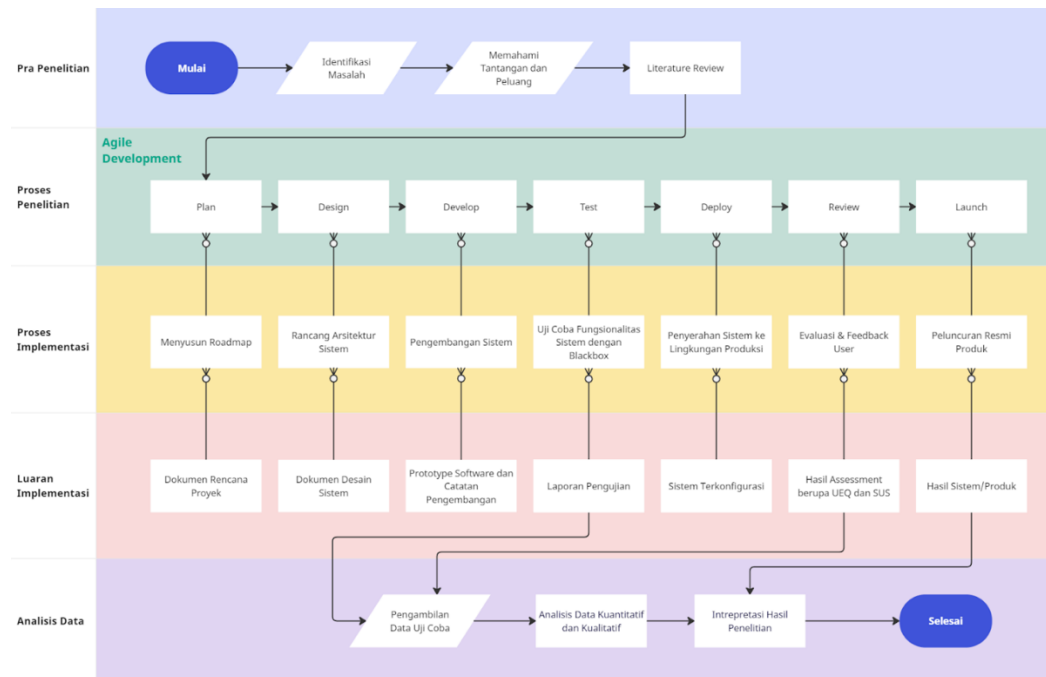 Pra Penelitian
Mulai
Identifikasi
Masalah
Memahami
Tantangan dan
Peluang
Literature Review
Agile
Development
Proses
Penelitian
Plan
Design
Develop
Test
Deploy
Review
Launch
Proses
Implementasi
Menyusun Roadmap
Rancang Arsitektur
Sistem
Pengembangan Sistem
Uji Coba Fungsionalitas
Sistem dengan
Blackbox
Penyerahan Sistem ke
Lingkungan Produksi
Evaluasi & Feedback
User
Peluncuran Resmi
Produk
Luaran
Implementasi
Dokumen Rencana
Proyek
Dokumen Desain
Sistem
Prototype Software dan
Catatan
Pengembangan
Laporan Pengujian
Sistem Terkonfigurasi
Hasil Assessment
berupa UEQ dan SUS
Hasil Sistem/Produk
Analisis Data
Pengambilan
Data Uji Coba
Analisis Data Kuantitatif
dan Kualitatif
Intrepretasi Hasil
Penelitian
Selesai